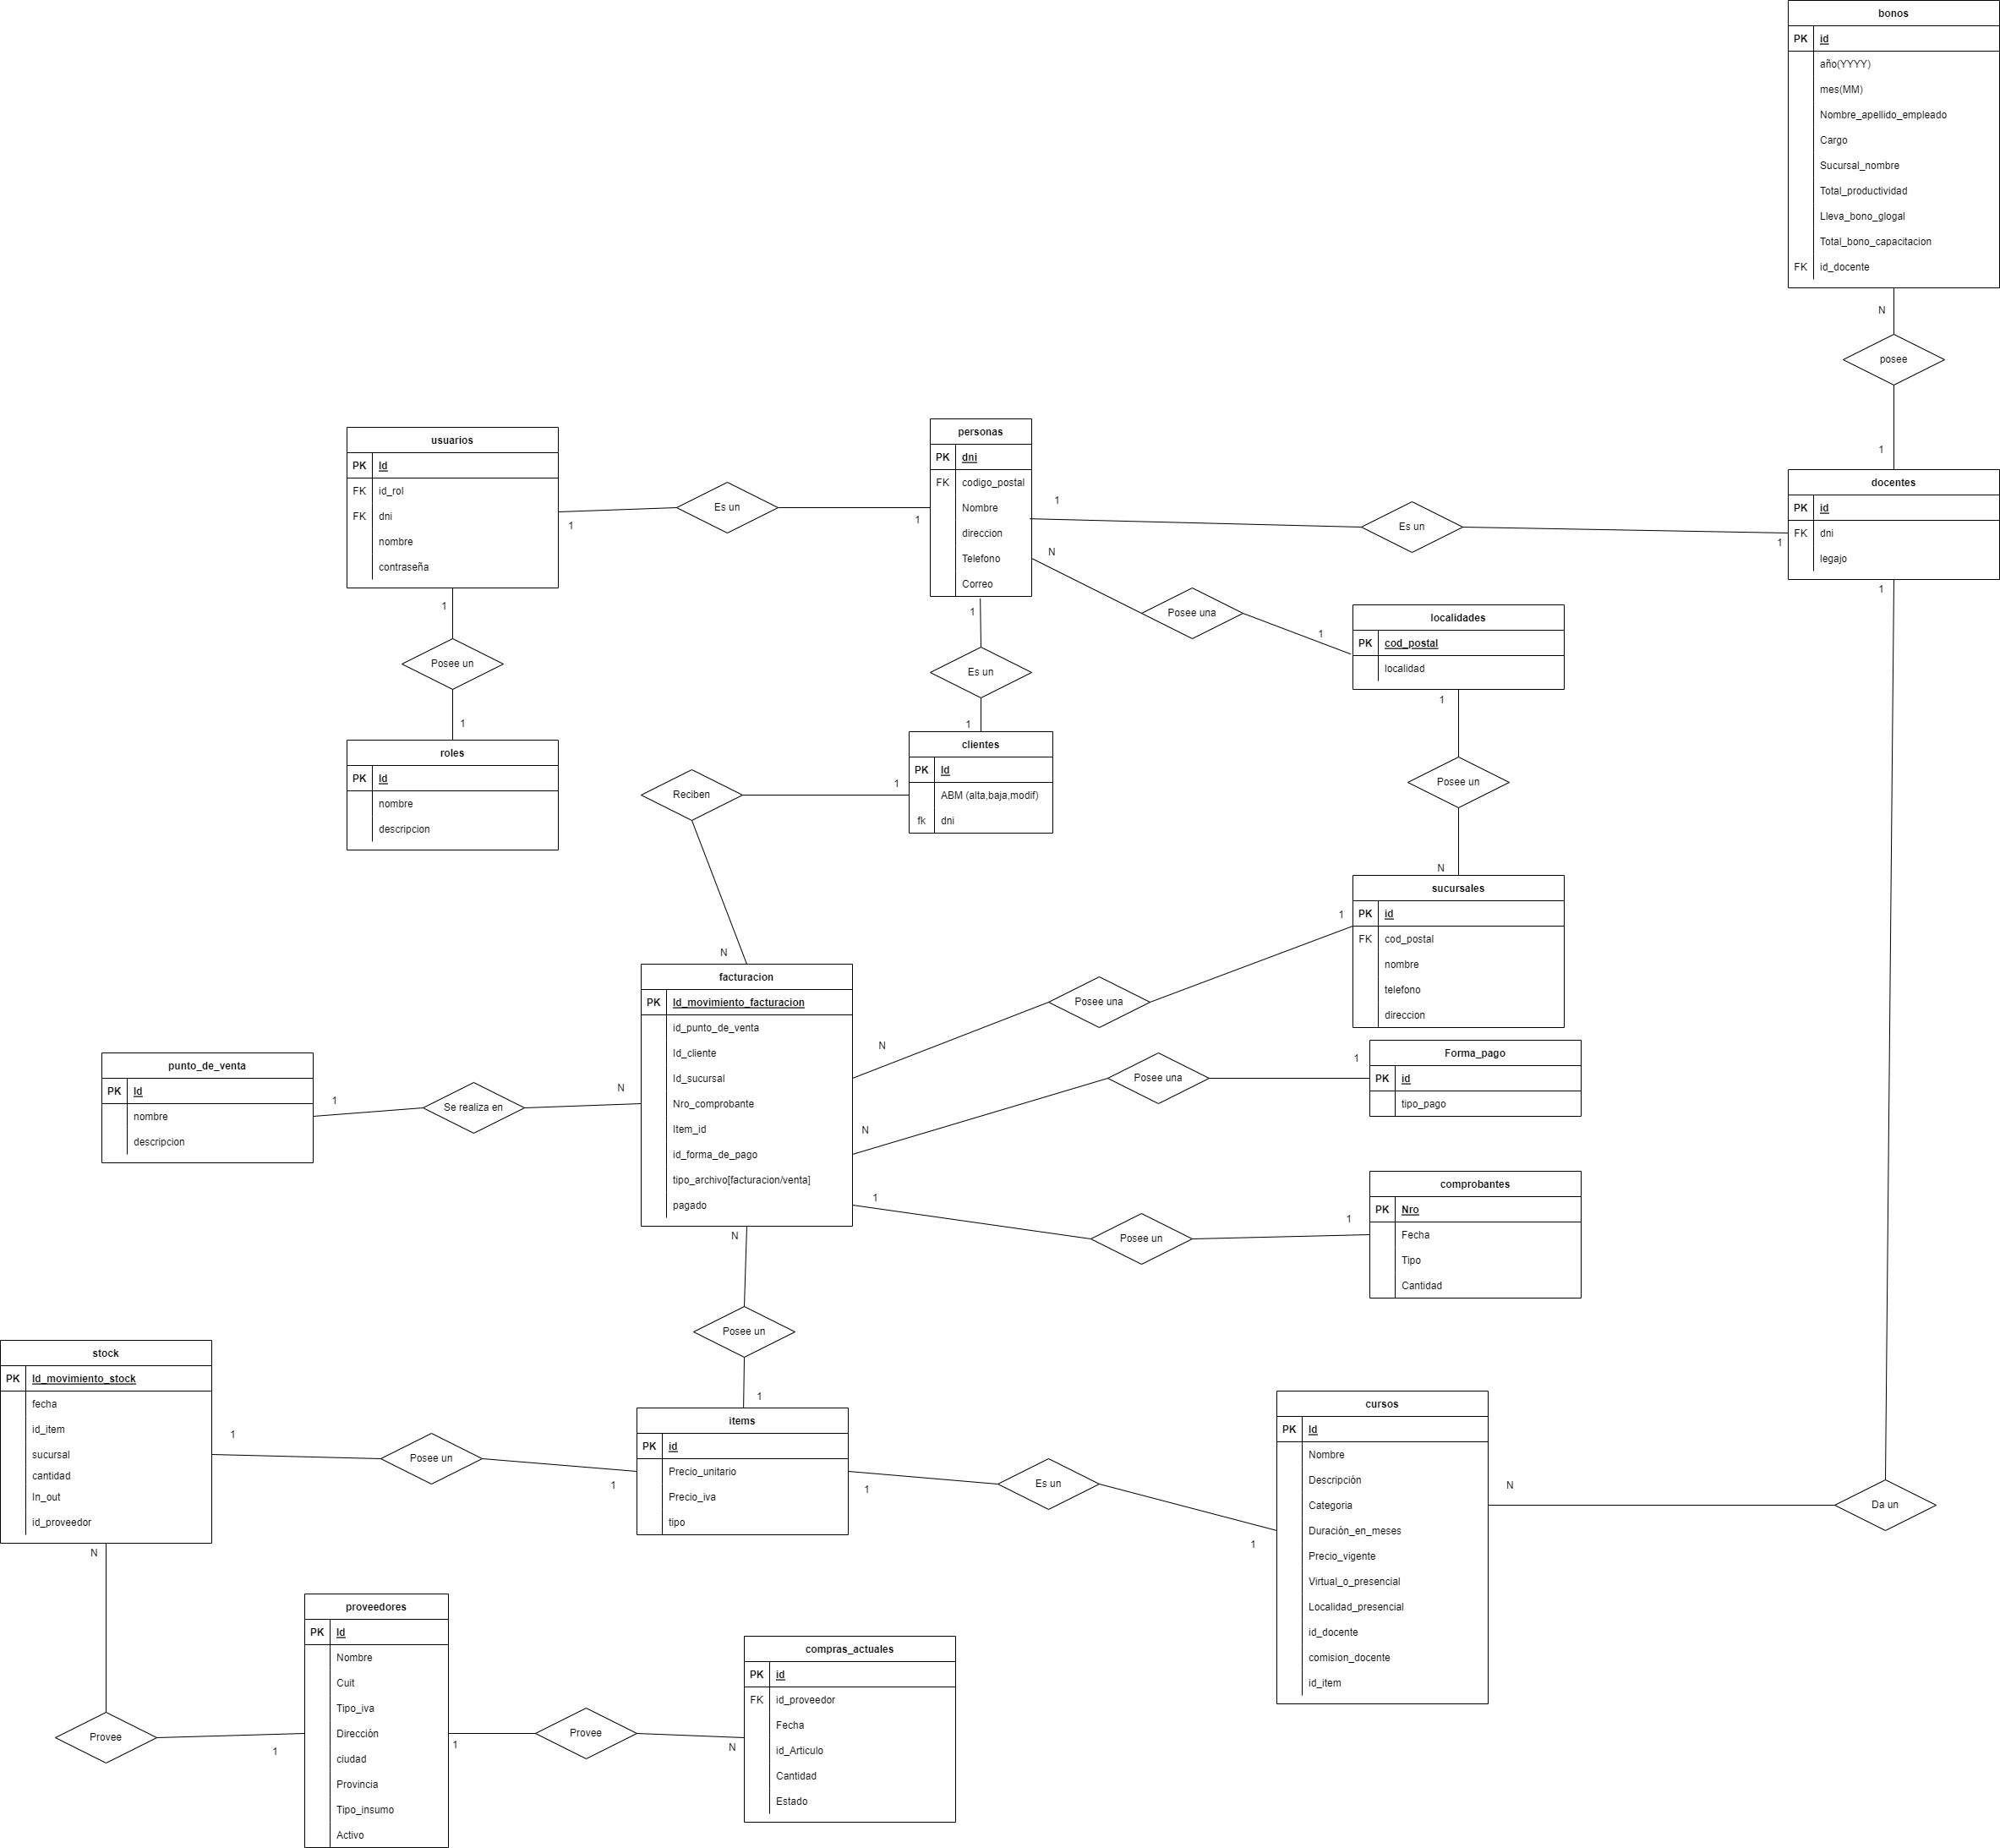 bonos
PK id
año(YYYY)
mes(MM)
Nombre_apellido_empleado
Cargo
Sucursal_nombre
Total_productividad
Lleva_bono_glogal
Total_bono_capacitacion
FK id_docente
N
posee
1
usuarios
PK Id
FK id_rol
FK dni
nombre
contraseña
1
Es un
1
personas
PK dni
FK codigo_postal
Nombre
direccion
Telefono
Correo
1
Es un
1
docentes
PK id
FK dni
legajo
1
N
Posee una
1
localidades
PK cod_postal
localidad
1
Posee un
1
roles
PK Id
nombre
descripcion
1
Es un
1
clientes
PK Id
ABM (alta,baja,modif)
fk dni
1
Reciben
N
1
Posee un
N
sucursales
PK id
FK cod_postal
nombre
telefono
direccion
1
Posee una
N
facturacion
PK Id_movimiento_facturacion
id_punto_de_venta
Id_cliente
Id_sucursal
Nro_comprobante
Item_id
id_forma_de_pago
tipo_archivo[facturacion/venta]
pagado
punto_de_venta
PK Id
nombre
descripcion
1
Se realiza en
N
Forma_pago
PK id
tipo_pago
1
Posee una
N
comprobantes
PK Nro
Fecha
Tipo
Cantidad
1
Posee un
1
N
Posee un
1
stock
PK Id_movimiento_stock
fecha
id_item
sucursal
cantidad
In_out
id_proveedor
1
Posee un
1
items
PK id
Precio_unitario
Precio_iva
tipo
1
Es un
1
cursos
PK Id
Nombre
Descripción
Categoria
Duración_en_meses
Precio_vigente
Virtual_o_presencial
Localidad_presencial
id_docente
comision_docente
id_item
N
Da un
N
Provee
1
proveedores
PK Id
Nombre
Cuit
Tipo_iva
Dirección
ciudad
Provincia
Tipo_insumo
Activo
1
Provee
N
compras_actuales
PK id
FK id_proveedor
Fecha
id_Articulo
Cantidad
Estado